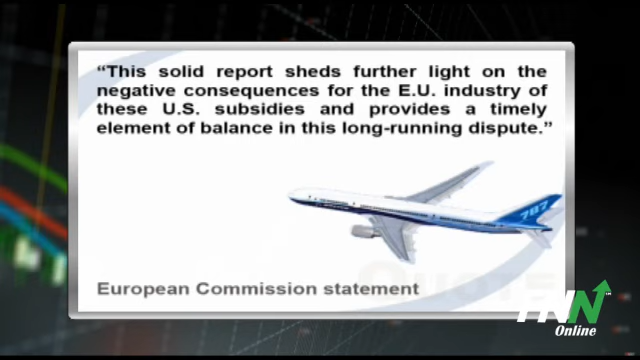 “This solid report sheds further light on the
negative consequences for the E.U. industry of
these U.S. subsidies and provides a timely
element of balance in this long-running dispute.”
787
European Commission statement
QUOTE
FNN
Online